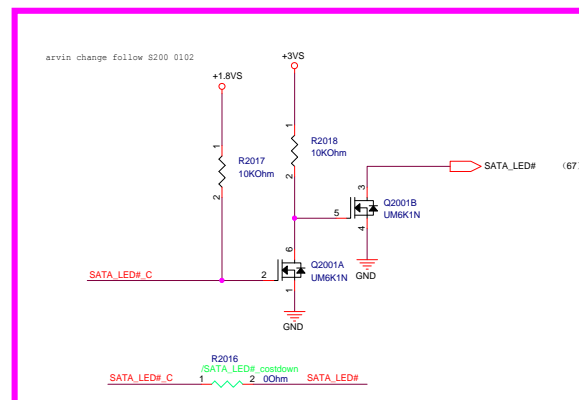 arvin change follow S200 0102
+3VS
+1.8VS
1
1
R2018
10KOhm
R2017
10KOhm
2
2
SATA_LED#
(67)
3
Q2001B
UM6K1N
5
4
6
GND
Q2001A
UM6K1N
SATA_LED#_C
2
1
GND
R2016
/SATA_LED#_costdown
SATA_LED#_C
1
2
0Ohm
SATA_LED#